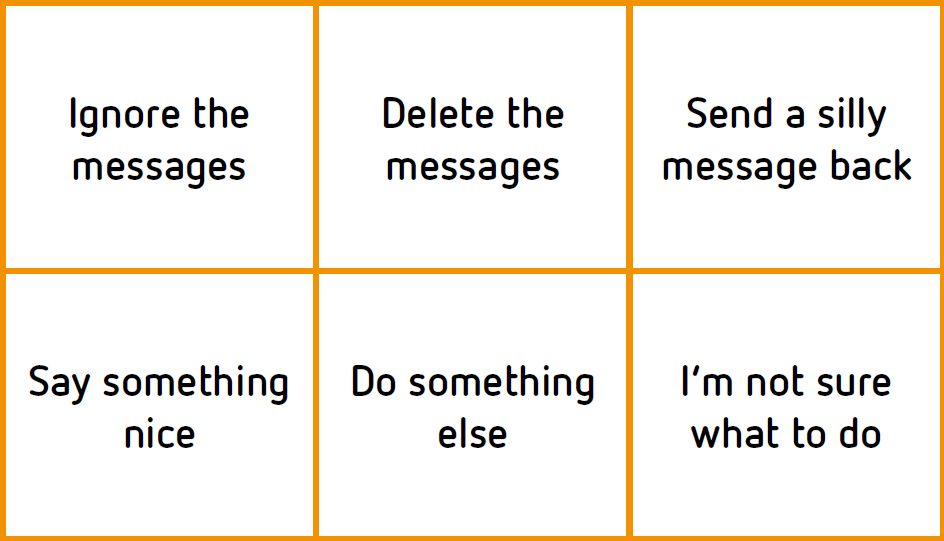 Ignore the
messages
Delete the
messages
Send a silly
message back
Say something
nice
Do something
else
I'm not sure
what to do